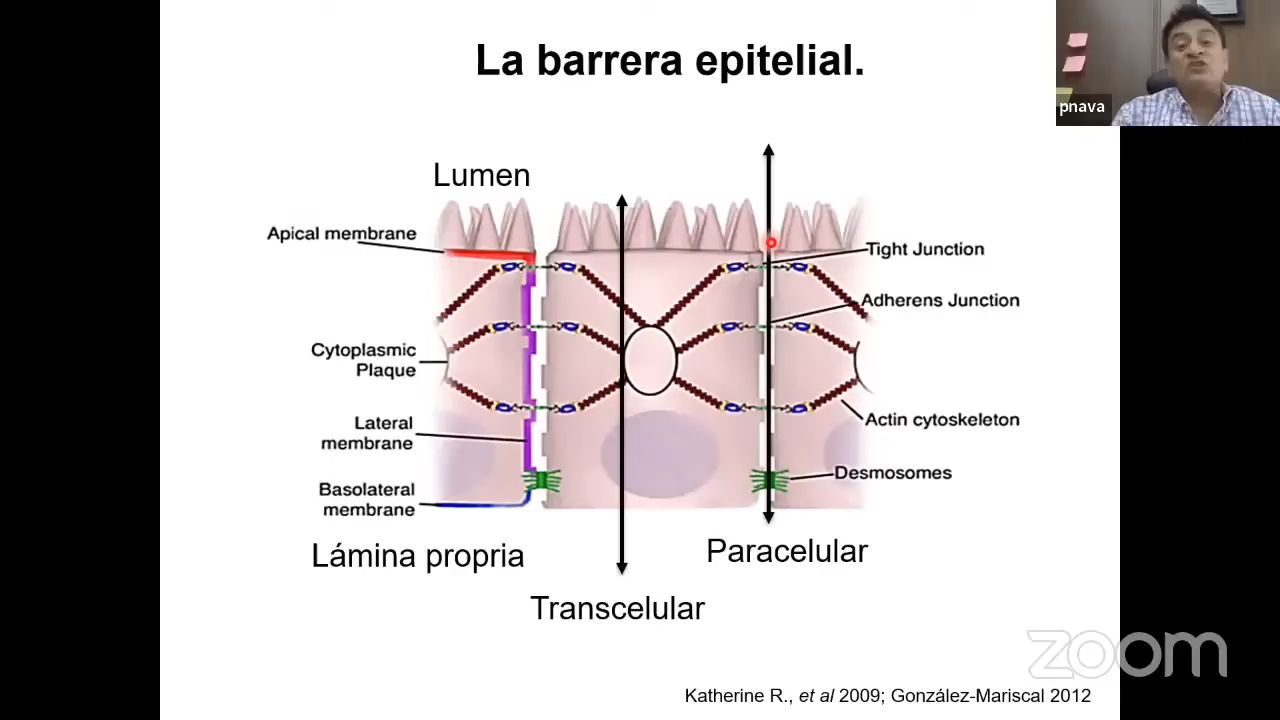 La barrera epitelial.
pnava
Lumen
Apical membrane
Tight Junction
Adherens Junction
Cytoplasmic
Plaque
Lateral
membrane
Actin cytoskeleton
Desmosomes
Basolateral
membrane
Lámina propria
Paracelular
Transcelular
zoom
Katherine R., et al 2009; González-Mariscal 2012